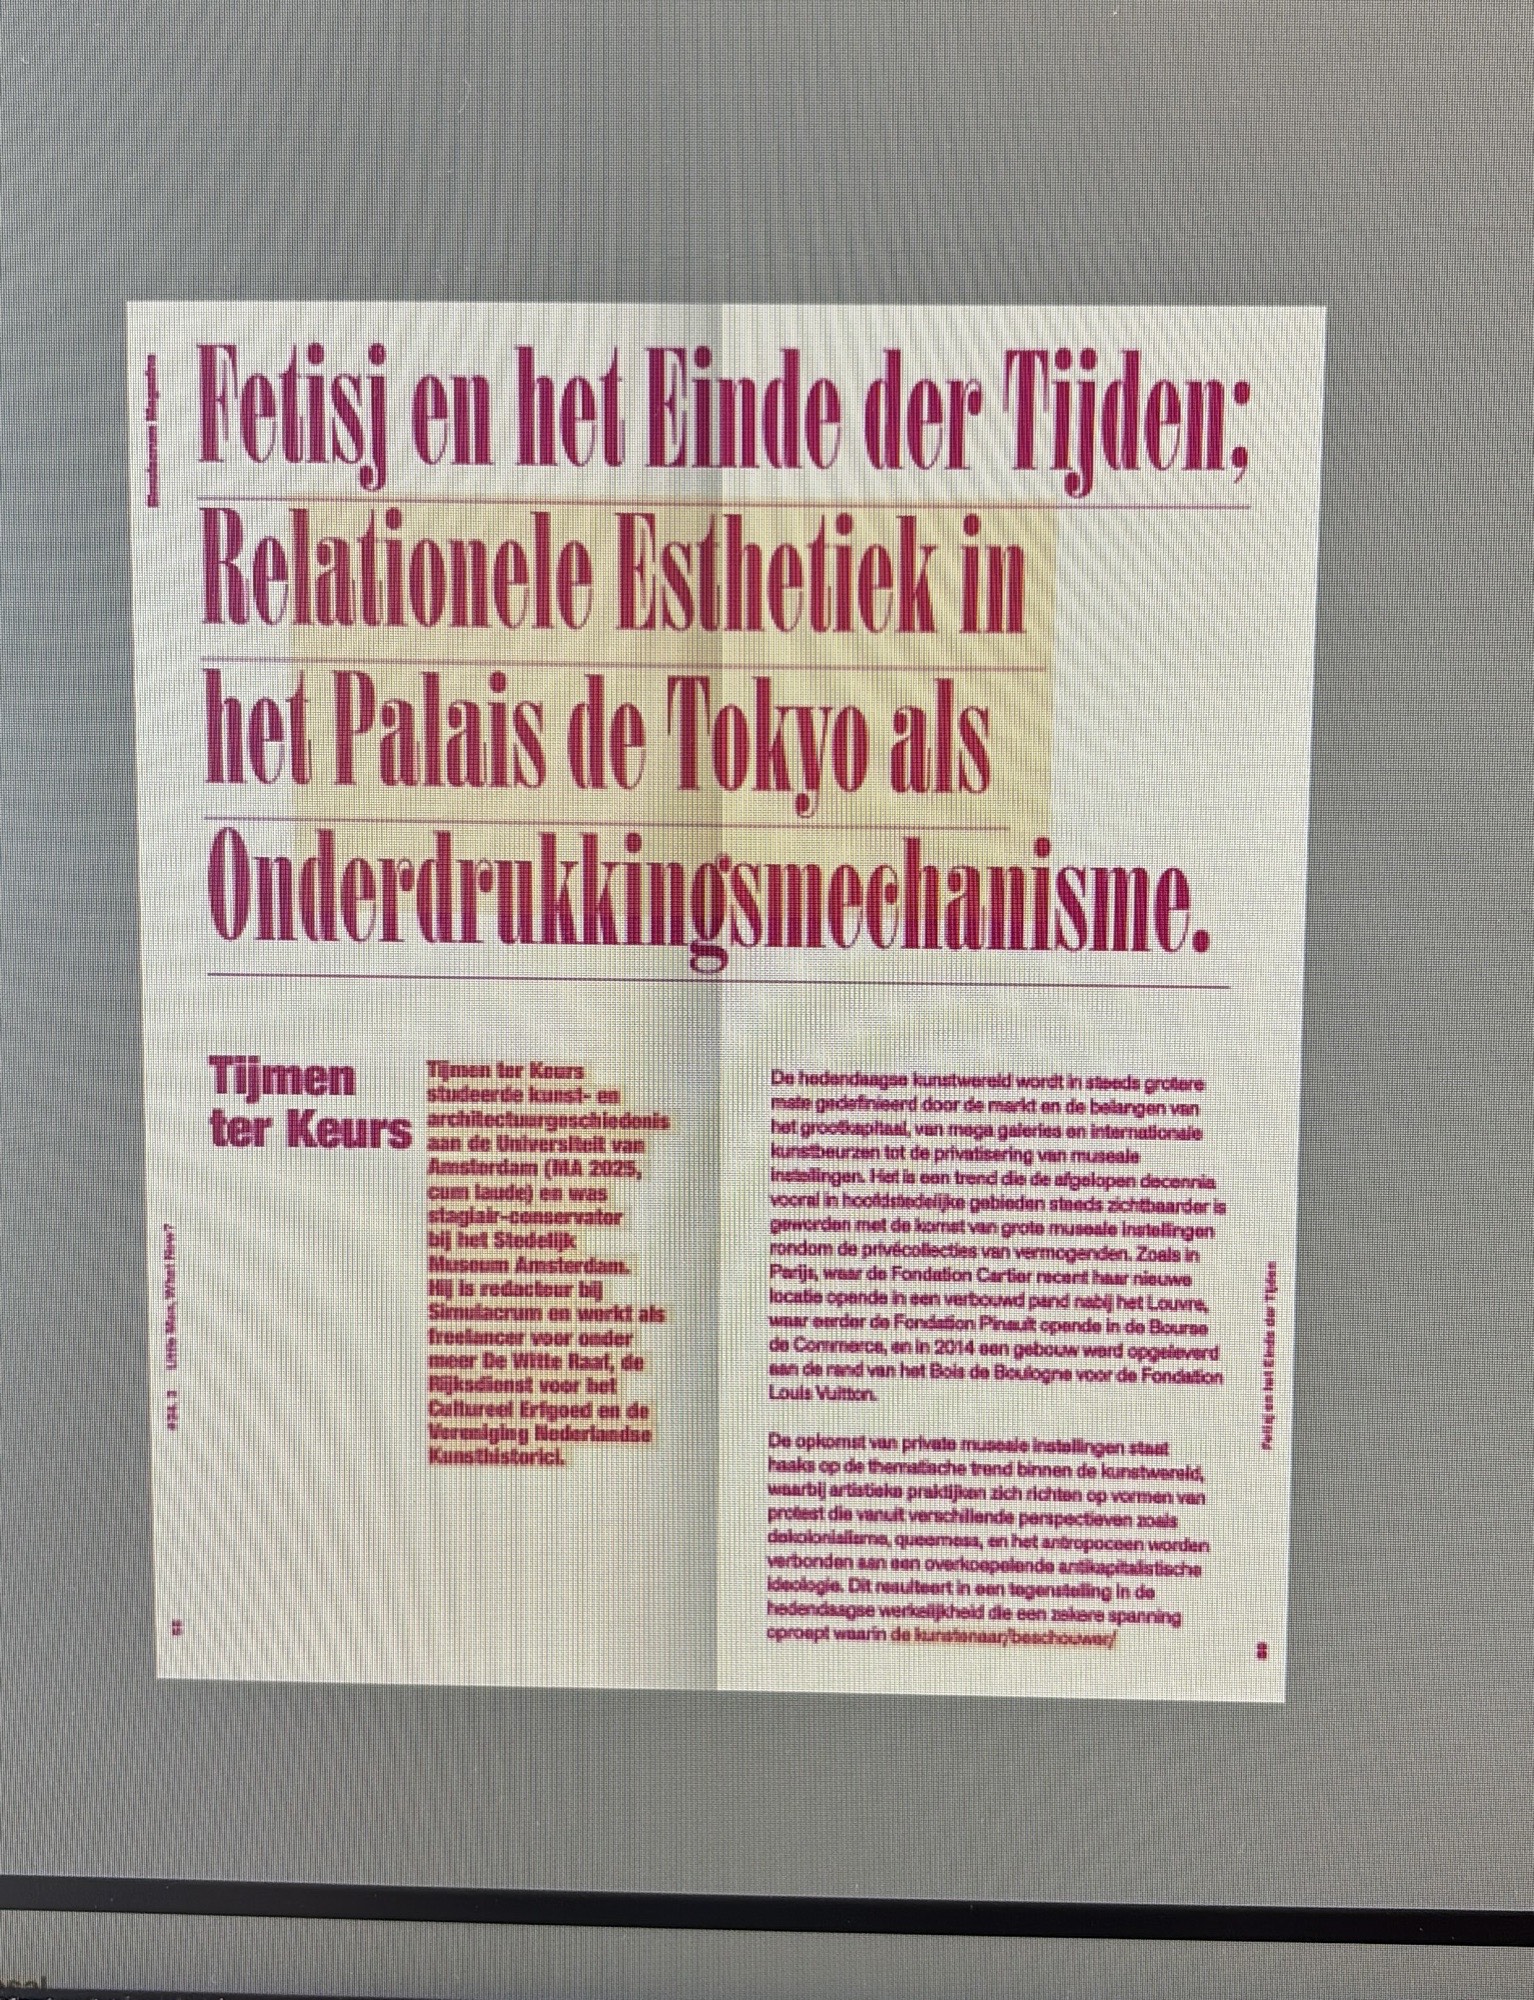 Simulacrum Magazine
Fetisj en het Einde der Tijden;
Relationele Esthetiek in
het Palais de Tokyo als
Onderdrukkingsmechanisme.
Tijmen
ter Keurs
Tijmen ter Keurs
studeerde kunst- en
architectuurgeschiedenis
aan de Universiteit van
Amsterdam (MA 2025,
cum laude) en was
stagiair-conservator
bij het Stedelijk
Museum Amsterdam.
Hij is redacteur bij
Simulacrum en werkt als
freelancer voor onder
meer De Witte Raaf, de
Rijksdienst voor het
Cultureel Erfgoed en de
Vereniging Nederlandse
Kunsthistorici.
#34.3 Little Man, What Now?
De hedendaagse kunstwereld wordt in steeds grotere
mate gedefinieerd door de markt en de belangen van
het grootkapitaal, van mega galeries en internationale
kunstbeurzen tot de privatisering van museale
instellingen. Het is een trend die de afgelopen decennia
vooral in hoofdstedelijke gebieden steeds zichtbaarder is
geworden met de komst van grote museale instellingen
rondom de privécollecties van vermogenden. Zoals in
Parijs, waar de Fondation Cartier recent haar nieuwe
locatie opende in een verbouwd pand nabij het Louvre,
waar eerder de Fondation Pinault opende in de Bourse
de Commerce, en in 2014 een gebouw werd opgeleverd
aan de rand van het Bois de Boulogne voor de Fondation
Louis Vuitton.
De opkomst van private museale instellingen staat
haaks op de thematische trend binnen de kunstwereld,
waarbij artistieke praktijken zich richten op vormen van
protest die vanuit verschillende perspectieven zoals
dekolonialisme, queerness, en het antropoceen worden
verbonden aan een overkoepelende antikapitalistische
ideologie. Dit resulteert in een tegenstelling in de
hedendaagse werkelijkheid die een zekere spanning
oproept waarin de kunstenaar/beschouwer/
Fetisj en het Einde der Tijden